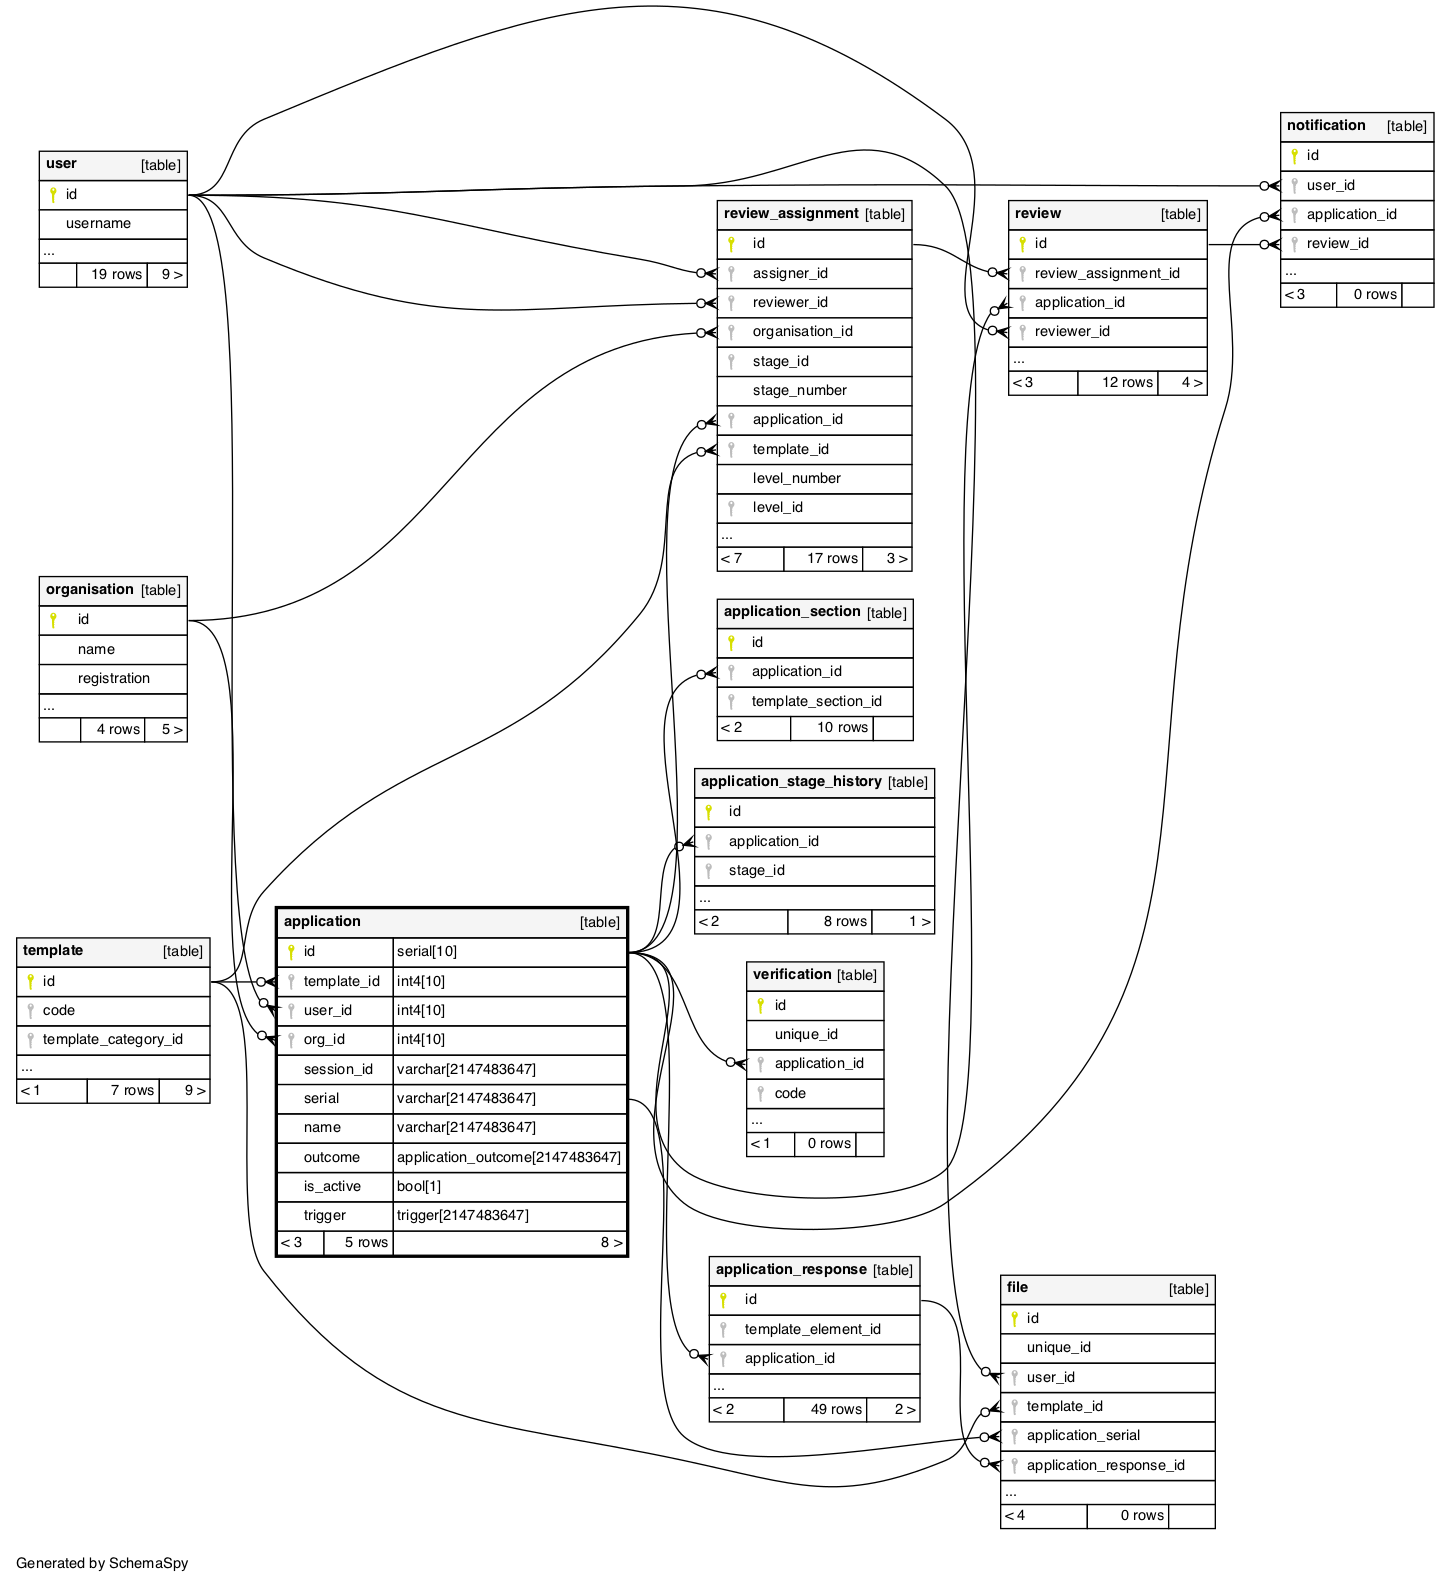 user [table]
id
username
...
19 rows 9 >
organisation [table]
id
name
registration
...
4 rows 5 >
template [table]
id
code
template_category_id
...
< 1 7 rows 9 >
application [table]
id serial[10]
template_id int4[10]
user_id int4[10]
org_id int4[10]
session_id varchar[2147483647]
serial varchar[2147483647]
name varchar[2147483647]
outcome application_outcome[2147483647]
is_active bool[1]
trigger trigger[2147483647]
< 3 5 rows 8 >
review_assignment [table]
id
assigner_id
reviewer_id
organisation_id
stage_id
stage_number
application_id
template_id
level_number
level_id
...
< 7 17 rows 3 >
application_section [table]
id
application_id
template_section_id
< 2 10 rows
application_stage_history [table]
id
application_id
stage_id
...
< 2 8 rows 1 >
verification [table]
id
unique_id
application_id
code
...
< 1 0 rows
application_response [table]
id
template_element_id
application_id
...
< 2 49 rows 2 >
review [table]
id
review_assignment_id
application_id
reviewer_id
...
< 3 12 rows 4 >
notification [table]
id
user_id
application_id
review_id
...
< 3 0 rows
file [table]
id
unique_id
user_id
template_id
application_serial
application_response_id
...
< 4 0 rows
Generated by SchemaSpy